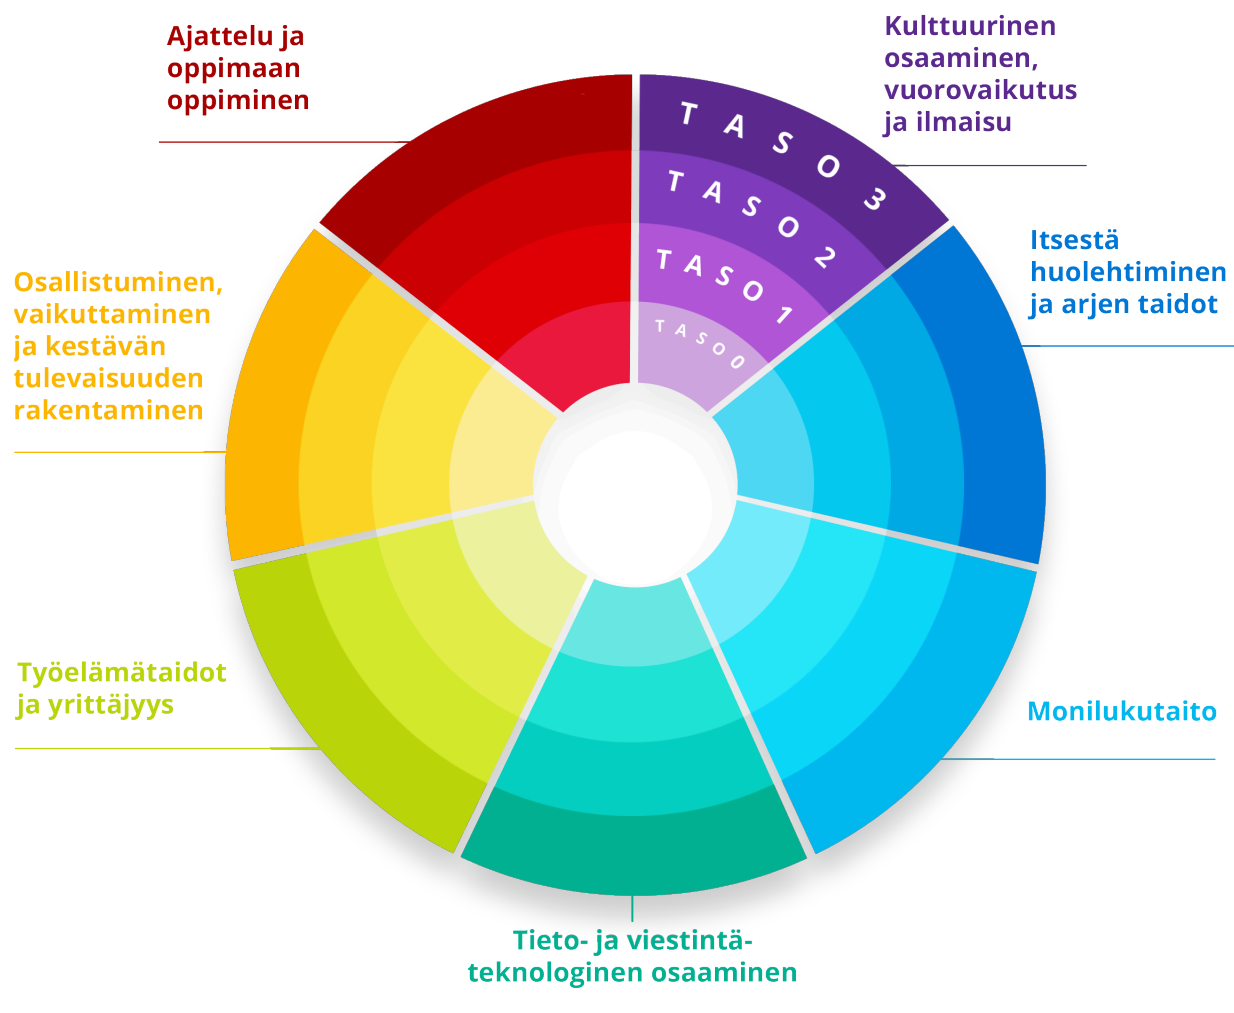 Ajattelu ja
oppimaan
oppiminen
Kulttuurinen
osaaminen,
vuorovaikutus
ja ilmaisu
TASO 3
TASO 2
TASO 1
TASO 0
Itsestä
huolehtiminen
ja arjen taidot
Osallistuminen,
vaikuttaminen
ja kestävän
tulevaisuuden
rakentaminen
Työelämätaidot
ja yrittäjyys
Monilukutaito
Tieto- ja viestintä-
teknologinen osaaminen